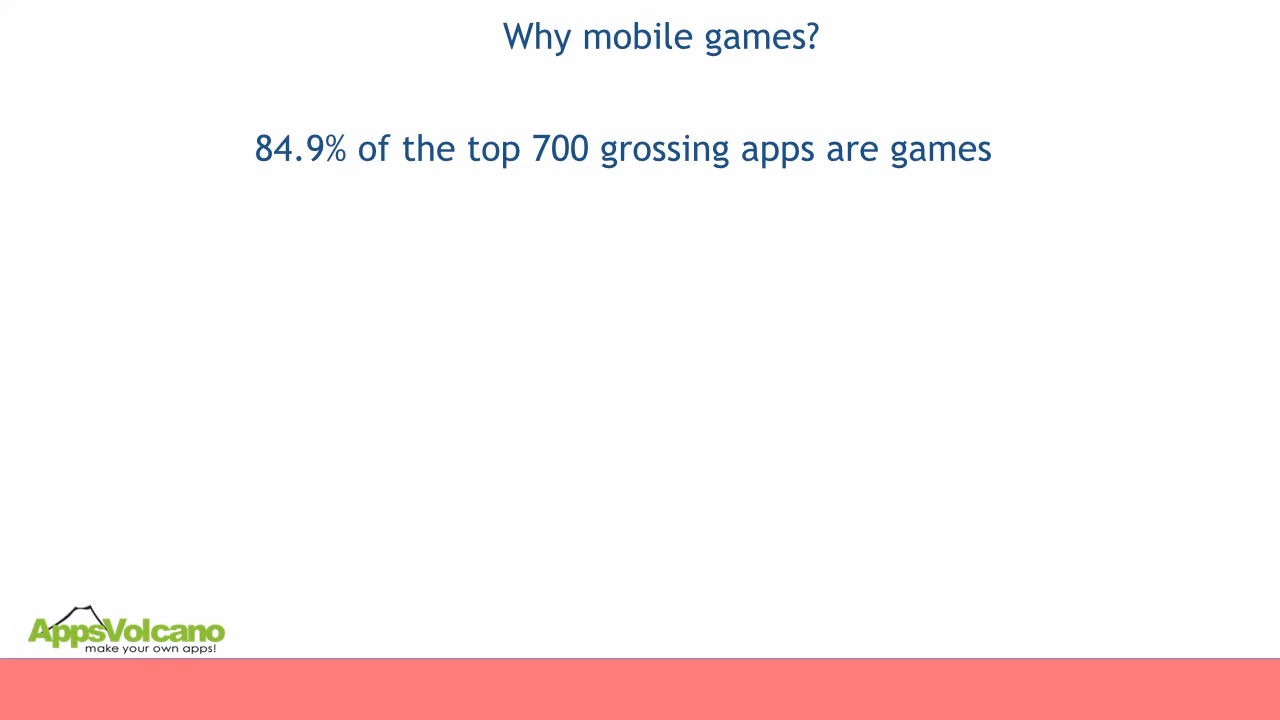 Why mobile games?
84.9% of the top 700 grossing apps are games
AppsVolcano
make your own apps!